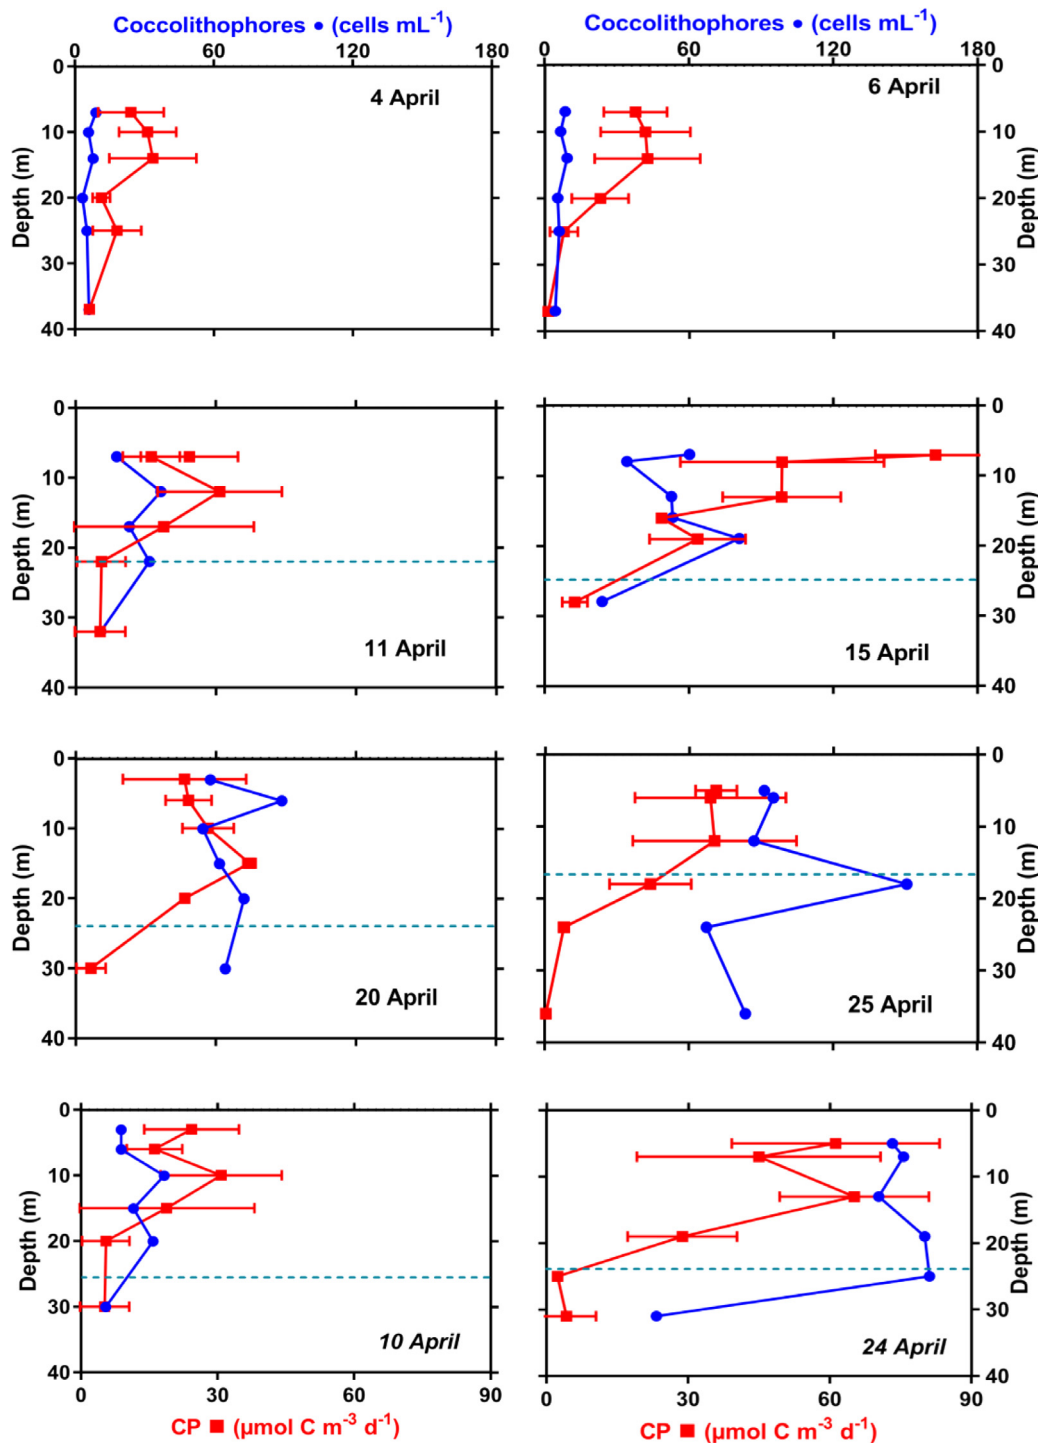 Coccolithophores • (cells mL⁻¹) Coccolithophores • (cells mL⁻¹)
0 60 120 180 0 60 120 180
0 0
4 April 6 April
10 10
Depth (m) Depth (m)
20 20
30 30
40 40
0 0
10 10
Depth (m) Depth (m)
20 20
30 30
11 April 15 April
40 40
0 0
10 10
Depth (m) Depth (m)
20 20
30 30
20 April 25 April
40 40
0 0
10 10
Depth (m) Depth (m)
20 20
30 30
10 April 24 April
40 40
0 30 60 90 0 30 60 90
CP ■ (µmol C m⁻³ d⁻¹) CP ■ (µmol C m⁻³ d⁻¹)